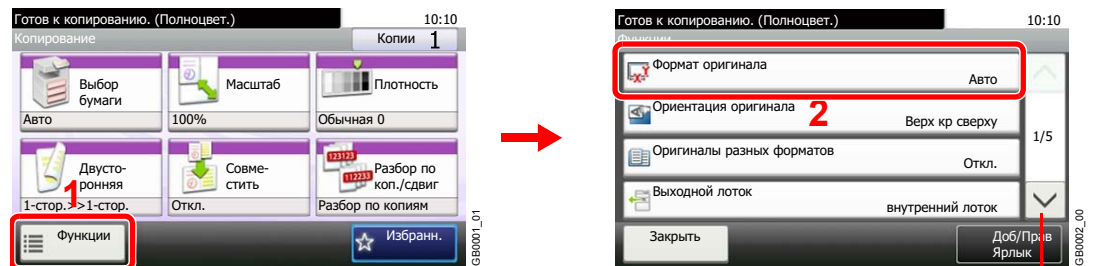 Готов к копированию. (Полноцвет.) 10:10
Копирование Копии 1
Выбор бумаги
Авто
Масштаб
100%
Плотность
Обычная 0
Двусто-
ронняя
1-стор.>>1-стор.
Совме-
стить
Откл.
123123
112233
Разбор по
коп./сдвиг
Разбор по копиям
1
Функции
Избранн.
GB0001_01
Готов к копированию. (Полноцвет.) 10:10
Функции
Формат оригинала
Авто
Ориентация оригинала
2
Верх кр сверху
1/5
Оригиналы разных форматов
Откл.
Выходной лоток
внутренний лоток
Закрыть
Доб/Прав
Ярлык
GB0002_00